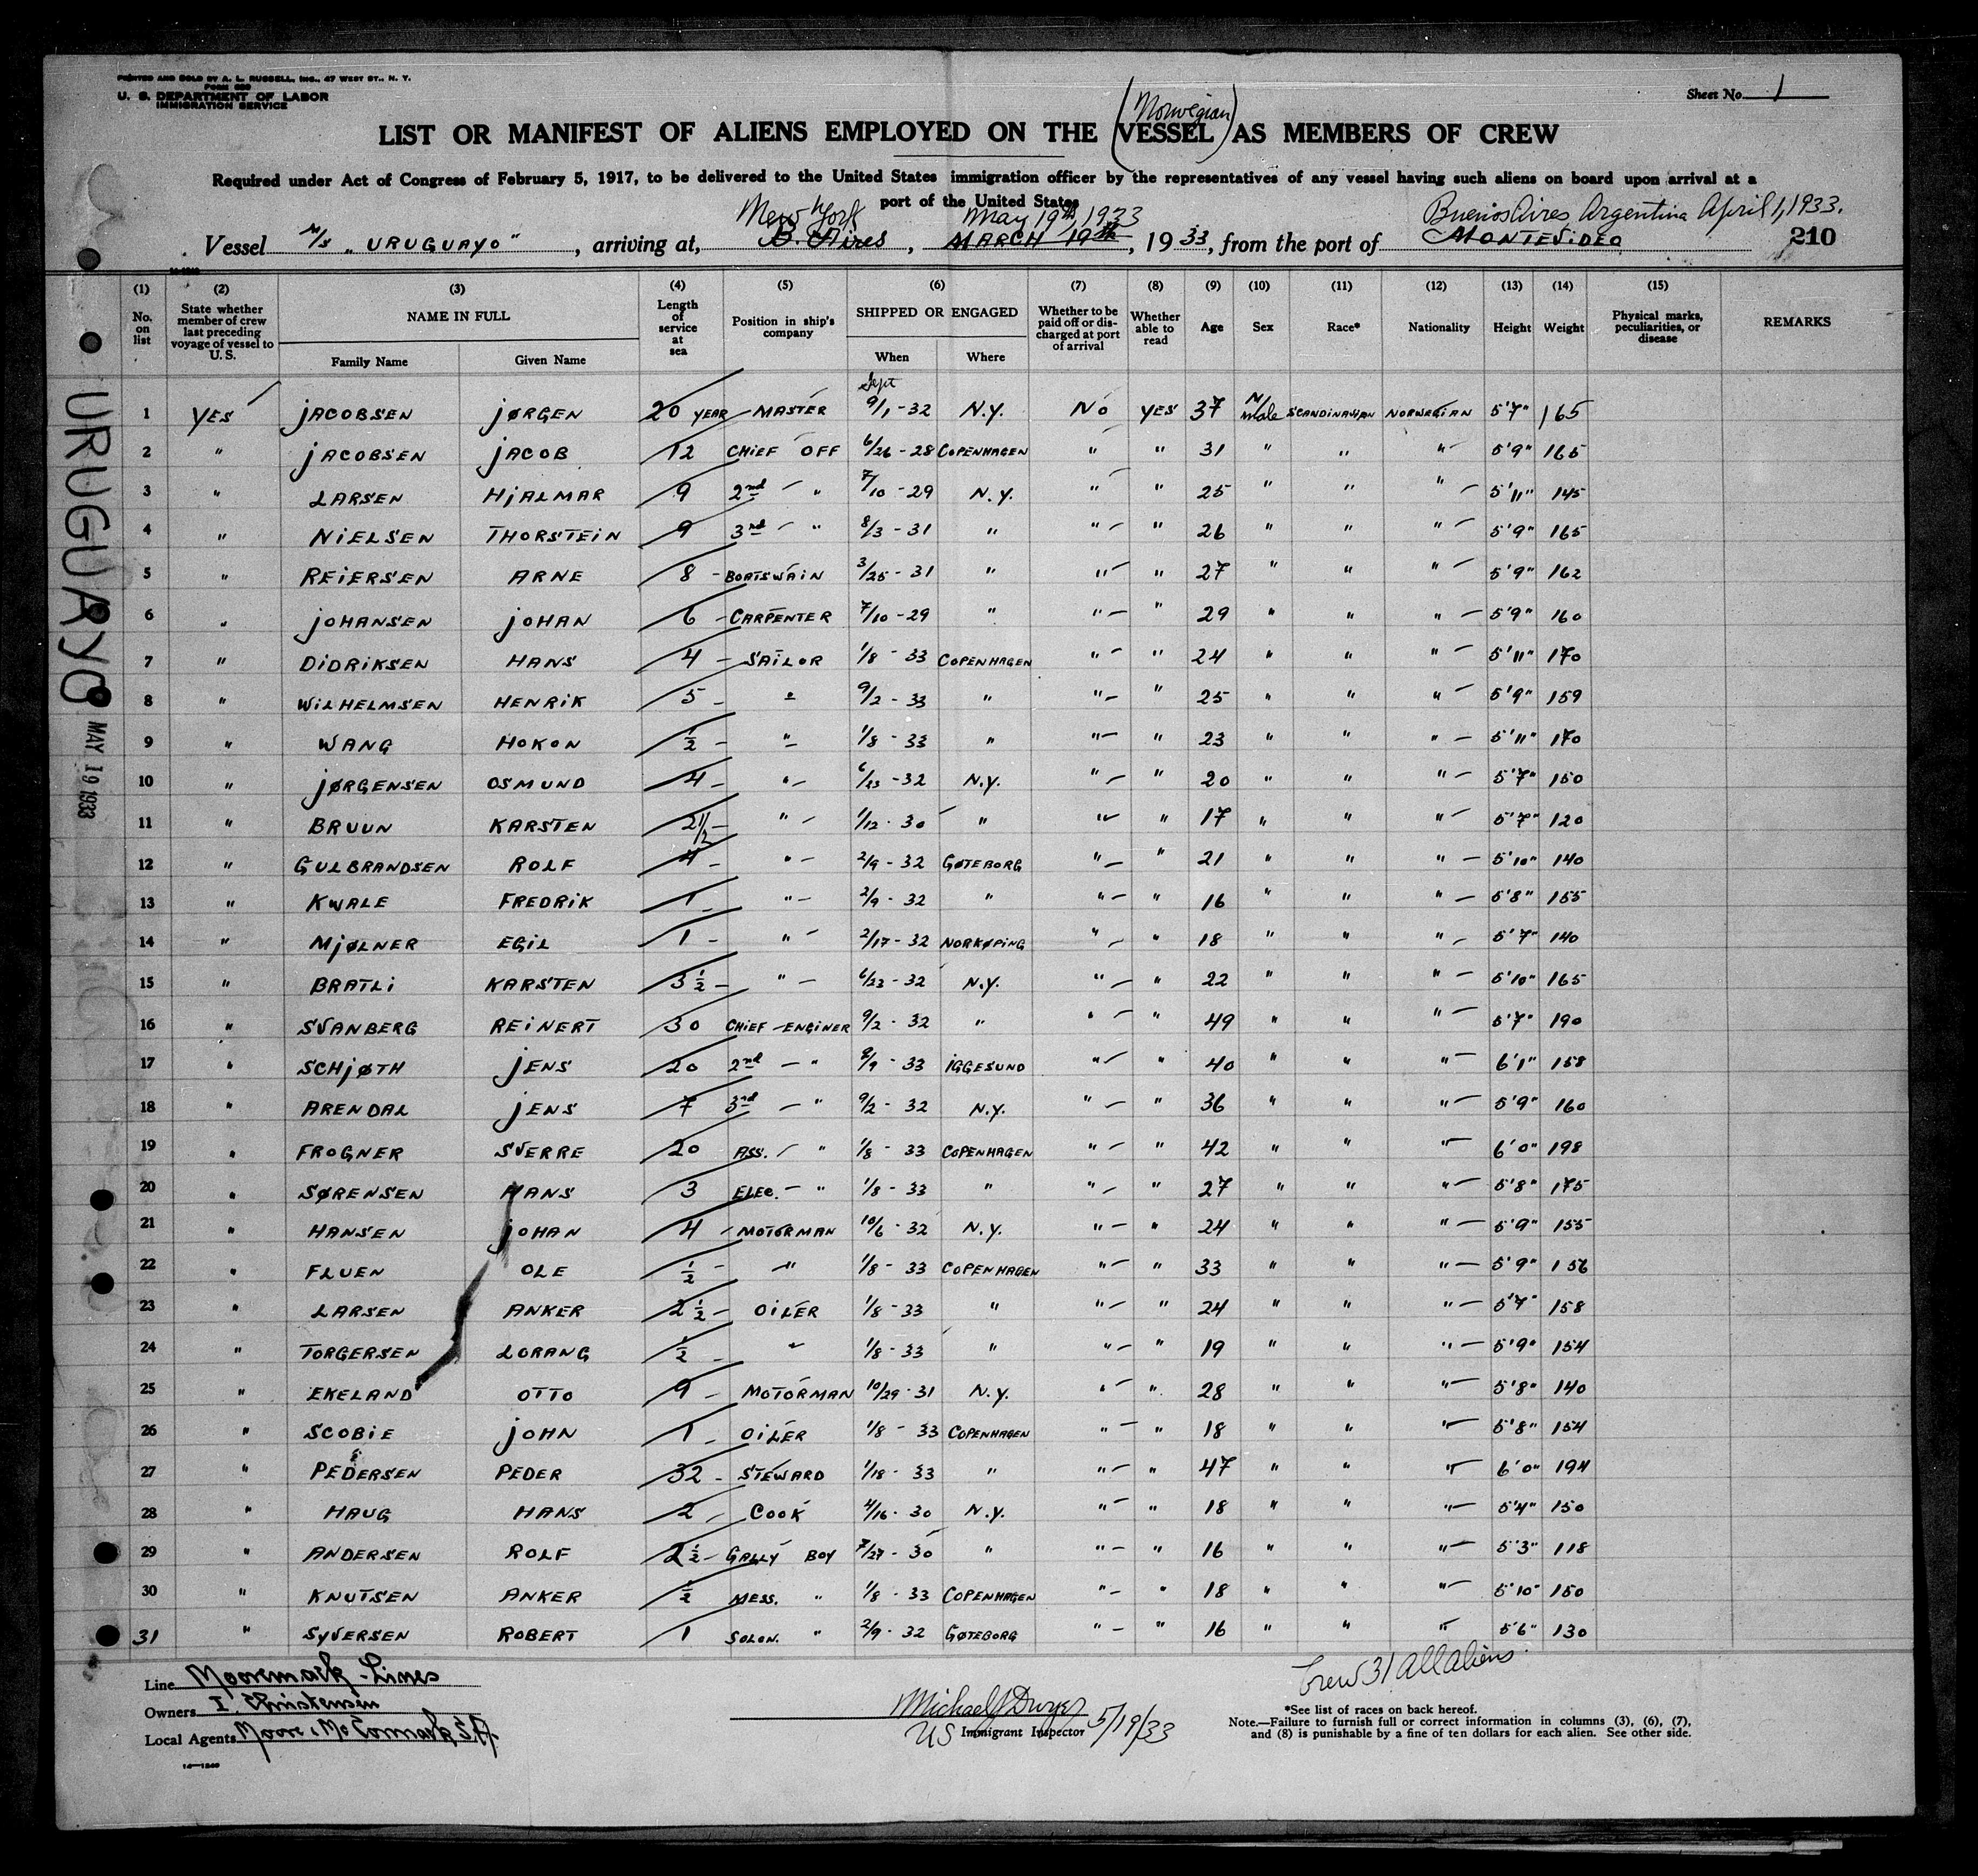 PRINTED AND SOLD BY A. L. RUSSELL, INC., 47 WEST ST., N. Y.
Form 689
U. S. DEPARTMENT OF LABOR
IMMIGRATION SERVICE
Sheet No. 1
(Norwegian)
LIST OR MANIFEST OF ALIENS EMPLOYED ON THE VESSEL AS MEMBERS OF CREW
Required under Act of Congress of February 5, 1917, to be delivered to the United States immigration officer by the representatives of any vessel having such aliens on board upon arrival at a
port of the United States
New York May 19th, 1933 Buenos Aires Argentina April 1, 1933.
Vessel M/S „URUGUAYO" , arriving at, B. Aires , MARCH 19th , 1933, from the port of MONTEVIDEO 210
(1) (2) (3) (4) (5) (6) (7) (8) (9) (10) (11) (12) (13) (14) (15)
No. on list State whether member of crew last preceding voyage of vessel to U. S. NAME IN FULL Family Name Given Name Length of service at sea Position in ship's company SHIPPED OR ENGAGED When Where Whether to be paid off or discharged at port of arrival Whether able to read Age Sex Race* Nationality Height Weight Physical marks, peculiarities, or disease REMARKS
Sept
1 YES JACOBSEN JØRGEN 20 YEAR MASTER 9/1-32 N.Y. No YES 37 Male SCANDINAVIAN NORWEGIAN 5'7" 165
2 " JACOBSEN JACOB 12 CHIEF OFF 6/26-28 COPENHAGEN " " 31 " " " 5'9" 165
3 " LARSEN HJALMAR 9 2nd - " 7/10-29 N.Y. " " 25 " " " 5'11" 145
4 " NIELSEN THORSTEIN 9 3rd - " 8/3-31 " " " 26 " " " 5'9" 165
5 " REIERSEN ARNE 8 BOATSWAIN 3/25-31 " " " 27 " " " 5'9" 162
6 " JOHANSEN JOHAN 6 CARPENTER 7/10-29 " " " 29 " " " 5'9" 160
7 " DIDRIKSEN HANS 4 SAILOR 1/8-33 COPENHAGEN " " 24 " " " 5'11" 170
8 " WILHELMSEN HENRIK 5 " 9/2-33 " " " 25 " " " 5'9" 159
9 " WANG HOKON 1/2 " 1/8-33 " " " 23 " " " 5'11" 170
10 " JØRGENSEN OSMUND 4 " 6/23-32 N.Y. " " 20 " " " 5'7" 150
11 " BRUUN KARSTEN 2 1/2 " 1/12-30 " " " 17 " " " 5'7" 120
12 " GULBRANDSEN ROLF 4 " 2/9-32 GØTEBORG " " 21 " " " 5'10" 140
13 " KWALE FREDRIK 1 " 2/9-32 " " " 16 " " " 5'8" 155
14 " MJØLNER EGIL 1 " 2/17-32 NORKØPING " " 18 " " " 5'7" 140
15 " BRATLI KARSTEN 3 1/2 " 6/23-32 N.Y. " " 22 " " " 5'10" 165
16 " SVANBERG REINERT 30 CHIEF ENGINER 9/2-32 " " " 49 " " " 5'7" 190
17 " SCHJØTH JENS 20 2nd - " 2/9-33 IGGESUND " " 40 " " " 6'1" 158
18 " ARENDAL JENS 7 3rd - " 9/2-32 N.Y. " " 36 " " " 5'9" 160
19 " FROGNER SVERRE 20 ASS. - " 1/8-33 COPENHAGEN " " 42 " " " 6'0" 198
20 " SØRENSEN HANS 3 ELEC. - " 1/8-33 " " " 27 " " " 5'8" 175
21 " HANSEN JOHAN 4 MOTORMAN 10/6-32 N.Y. " " 24 " " " 5'9" 155
22 " FLUEN OLE 1/2 " 1/8-33 COPENHAGEN " " 33 " " " 5'9" 156
23 " LARSEN ANKER 2 1/2 OILER 1/8-33 " " " 24 " " " 5'7" 158
24 " TORGERSEN LORANG 1/2 " 1/8-33 " " " 19 " " " 5'9" 154
25 " EKELAND OTTO 9 MOTORMAN 10/29-31 N.Y. " " 28 " " " 5'8" 140
26 " SCOBIE JOHN 1 OILER 1/8-33 COPENHAGEN " " 18 " " " 5'8" 154
27 " PEDERSEN PEDER 32 STEWARD 1/18-33 " " " 47 " " " 6'0" 194
28 " HAUG HANS 2 COOK 4/16-30 N.Y. " " 18 " " " 5'4" 150
29 " ANDERSEN ROLF 2 1/2 GALLY BOY 7/27-30 " " " 16 " " " 5'3" 118
30 " KNUTSEN ANKER 1/2 MESS. " 1/8-33 COPENHAGEN " " 18 " " " 5'10" 150
31 " SYVERSEN ROBERT 1 SOLON. " 2/9-32 GØTEBORG " " 16 " " " 5'6" 130
URUGUAYO
MAY 19 1933
Line Mooremack Lines
Owners I. Christensen
Local Agents Moore, McCormack S.A.
Michael J Dwyer
US Immigrant Inspector 5/19/33
Crew 31 all aliens
*See list of races on back hereof.
Note.—Failure to furnish full or correct information in columns (3), (6), (7),
and (8) is punishable by a fine of ten dollars for each alien. See other side.
14—1240